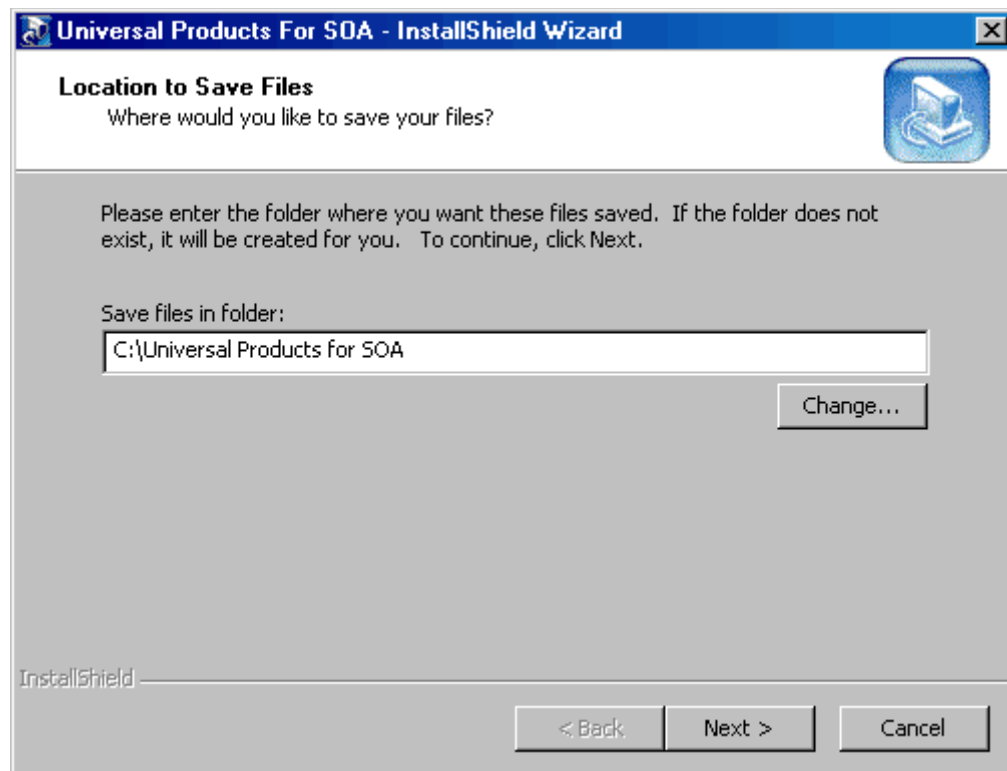 Universal Products For SOA - InstallShield Wizard
Location to Save Files
Where would you like to save your files?
Please enter the folder where you want these files saved.  If the folder does not
exist, it will be created for you.   To continue, click Next.
Save files in folder:
C:\Universal Products for SOA
Change...
InstallShield
< Back
Next >
Cancel